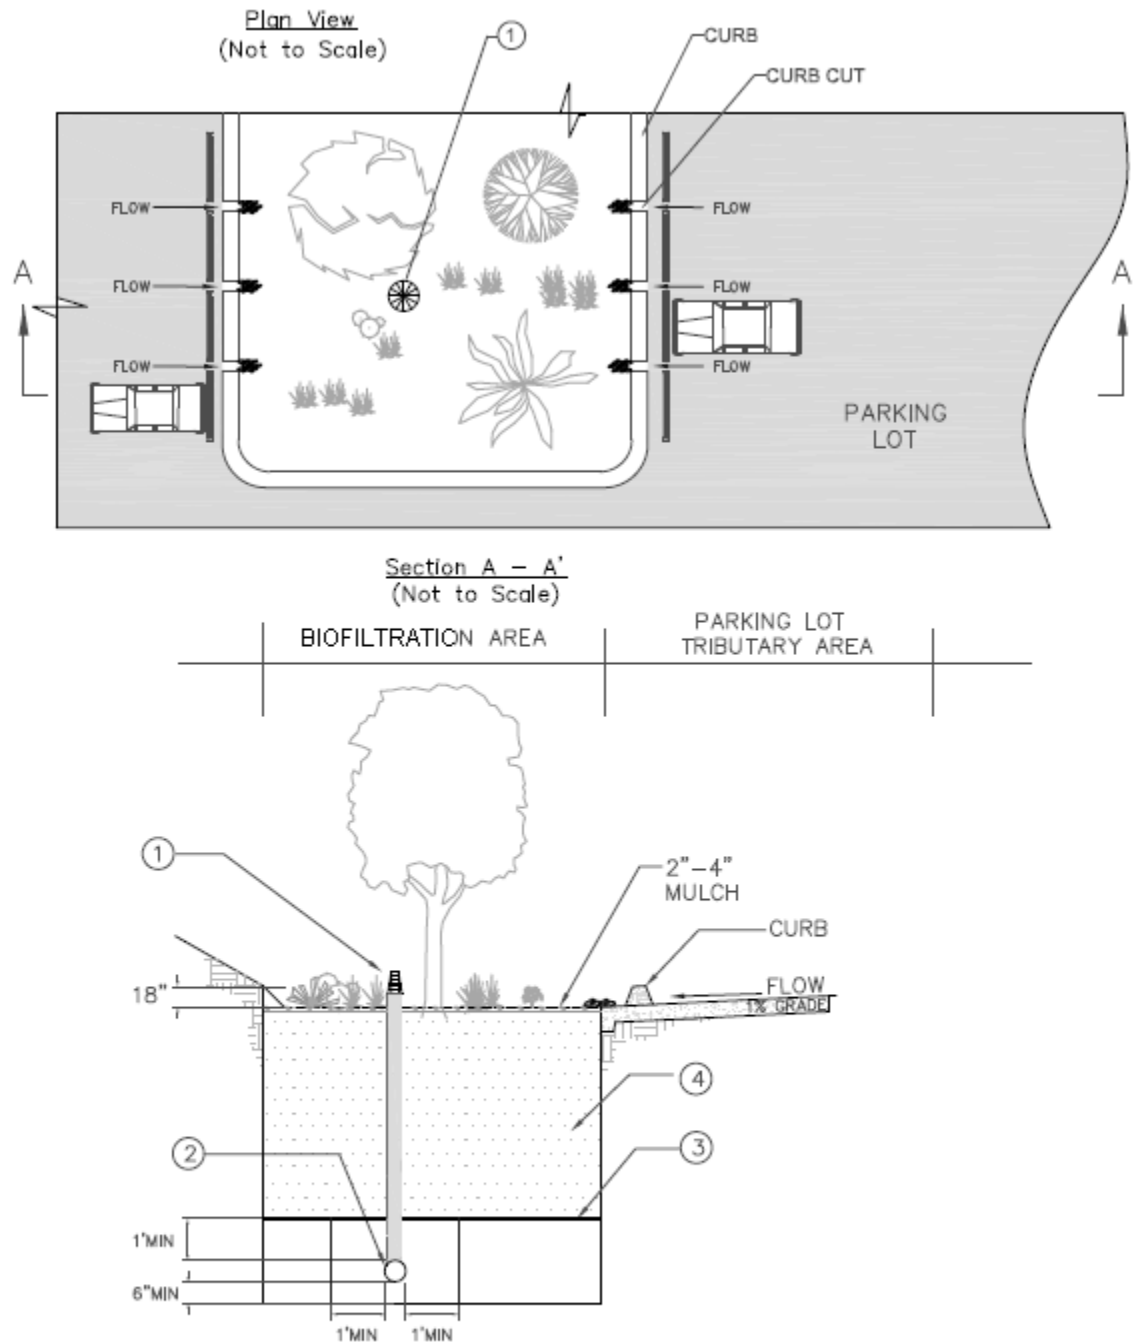 Plan View
(Not to Scale)
1
CURB
CURB CUT
FLOW
FLOW
FLOW
FLOW
FLOW
FLOW
A
A
PARKING
LOT
Section A – A'
(Not to Scale)
BIOFILTRATION AREA
PARKING LOT
TRIBUTARY AREA
1
2"–4"
MULCH
CURB
18"
FLOW
1% GRADE
4
2
3
1'MIN
6"MIN
1'MIN
1'MIN